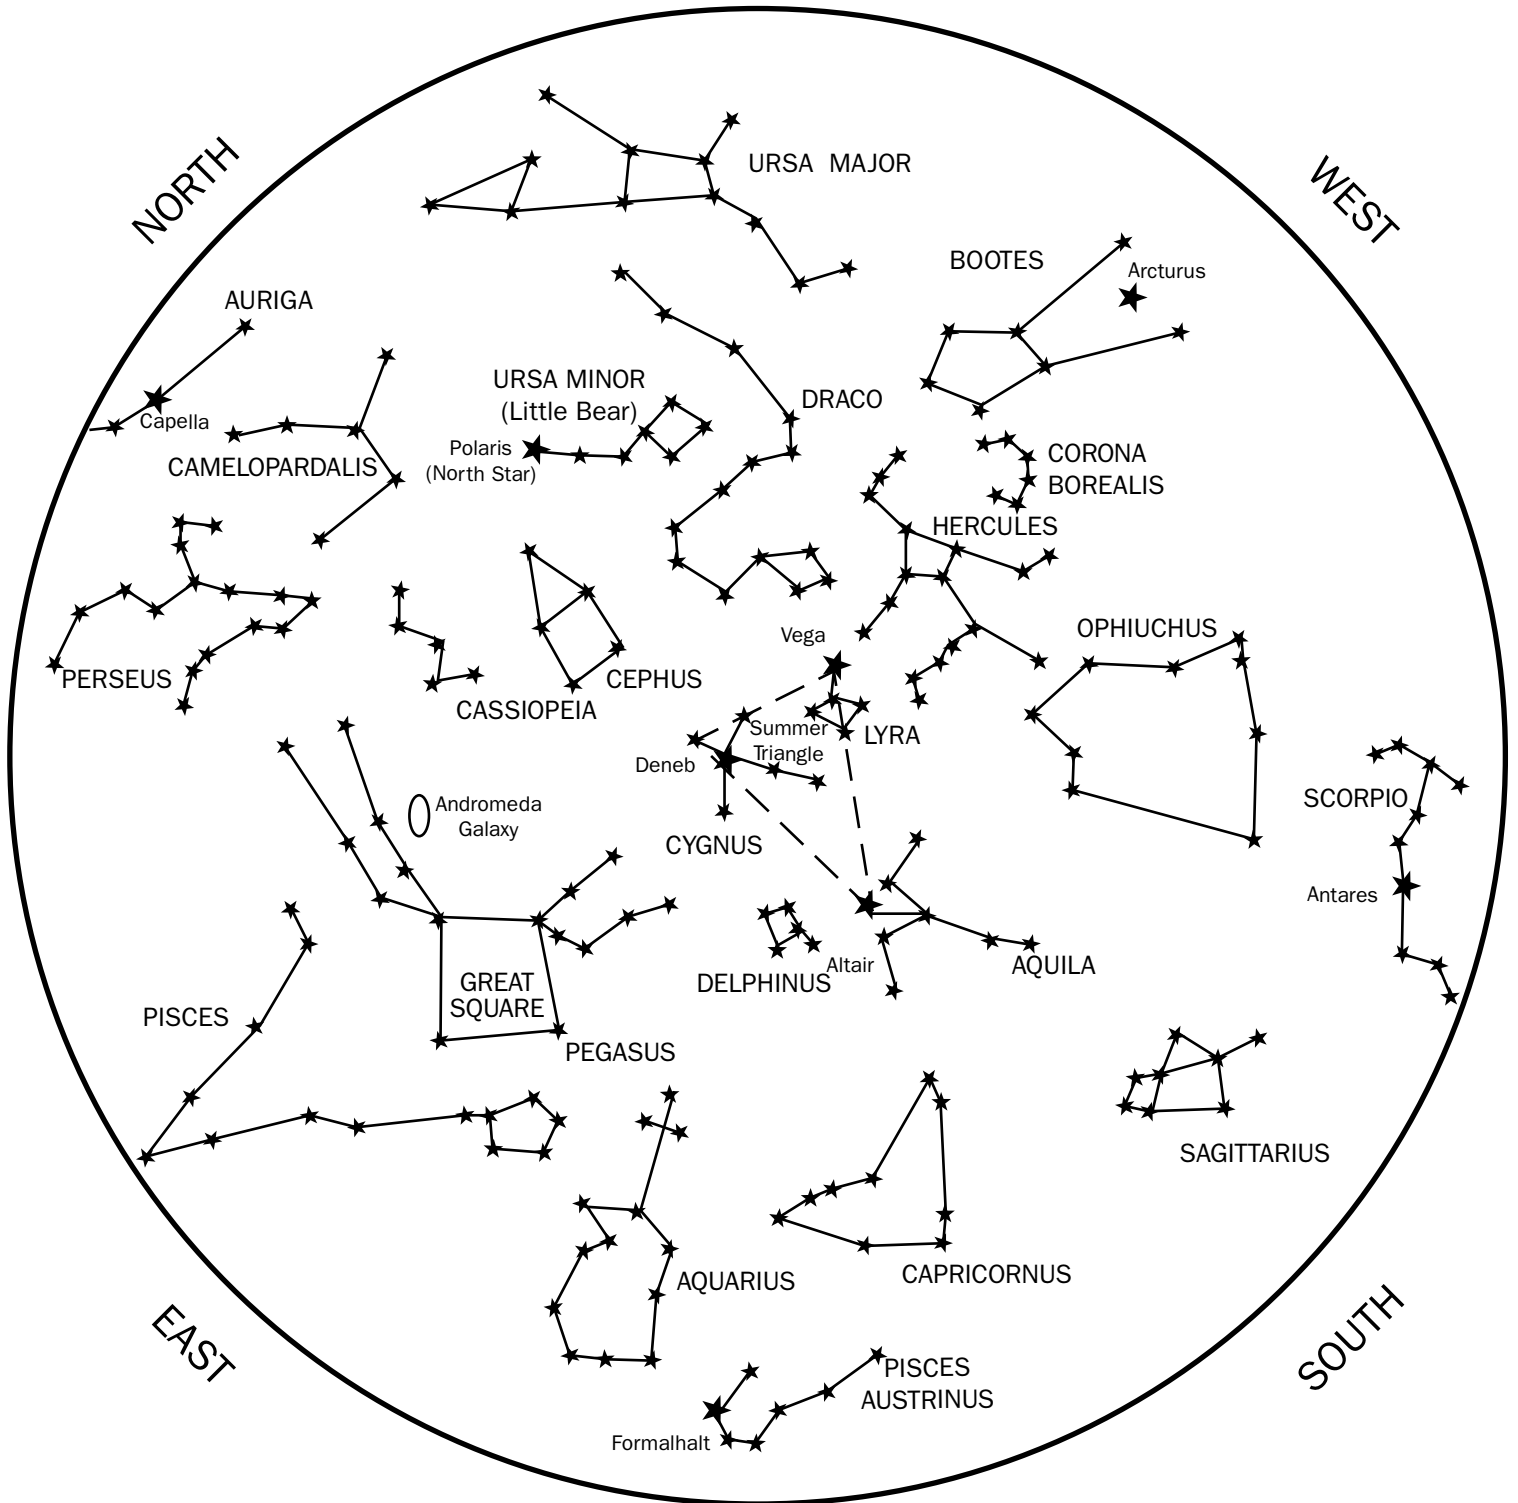 NORTH
WEST
URSA MAJOR
BOOTES
Arcturus
AURIGA
Capella
URSA MINOR
(Little Bear)
DRACO
Polaris
(North Star)
CAMELOPARDALIS
CORONA
BOREALIS
HERCULES
Vega
OPHIUCHUS
PERSEUS
CEPHUS
CASSIOPEIA
Summer
Triangle
LYRA
Deneb
SCORPIO
Andromeda
Galaxy
CYGNUS
Antares
DELPHINUS
Altair
AQUILA
GREAT
SQUARE
PISCES
PEGASUS
SAGITTARIUS
AQUARIUS
CAPRICORNUS
EAST
SOUTH
PISCES
AUSTRINUS
Formalhalt